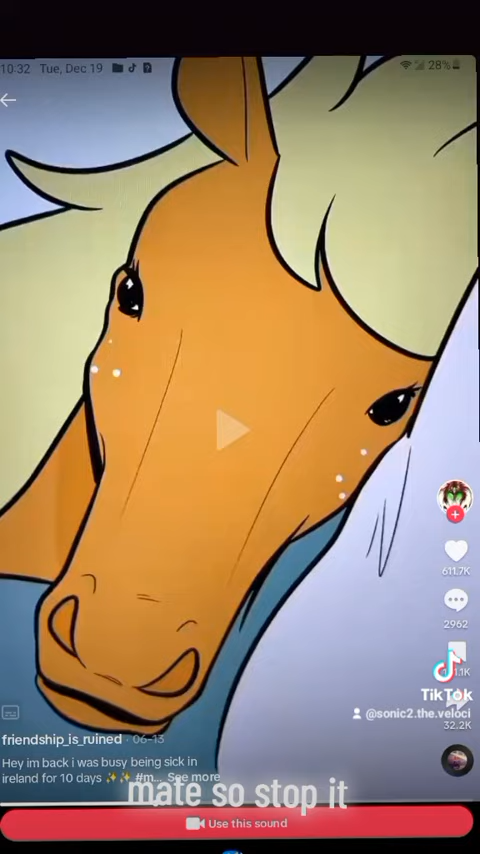 10:32 Tue, Dec 19 28%
611.7K
2962
TikTok
@sonic2.the.veloci
32.2K
friendship_is_ruined · 06-13
Hey im back i was busy being sick in
ireland for 10 days ✨✨ #m... See more
mate so stop it
Use this sound